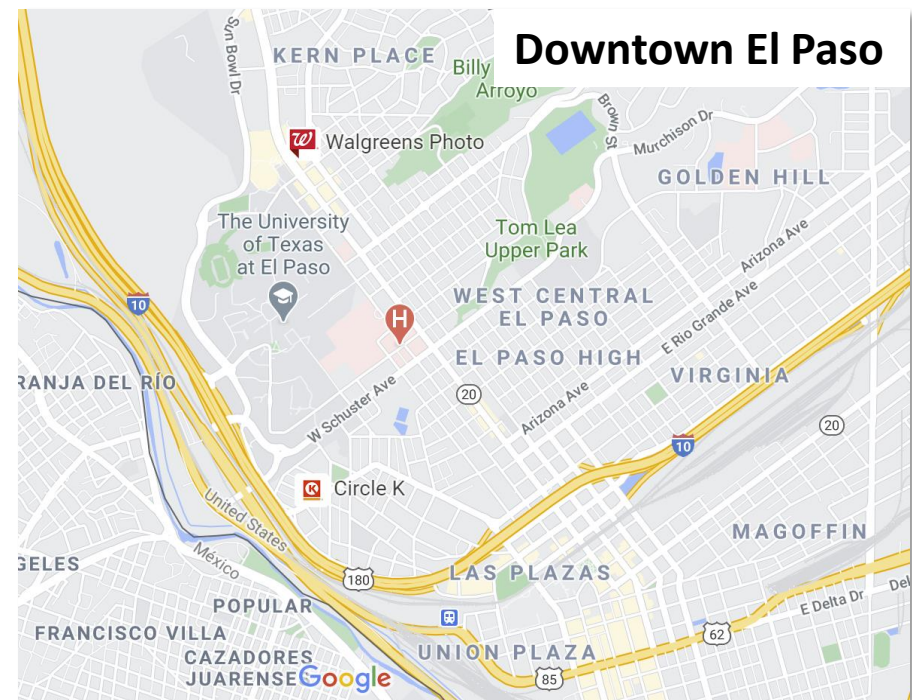 Downtown El Paso
Sun Bowl Dr
KERN PLACE
Billy
Arroyo
Brown St
Murchison Dr
W
Walgreens Photo
GOLDEN HILL
The University
of Texas
at El Paso
Tom Lea
Upper Park
Arizona Ave
WEST CENTRAL
EL PASO
E Rio Grande Ave
10
H
EL PASO HIGH
VIRGINIA
RANJA DEL RÍO
W Schuster Ave
20
Arizona Ave
20
10
K
Circle K
United States
México
MAGOFFIN
GELES
180
LAS PLAZAS
POPULAR
E Delta Dr
Del
FRANCISCO VILLA
62
UNION PLAZA
CAZADORES
JUARENSE
Google
85